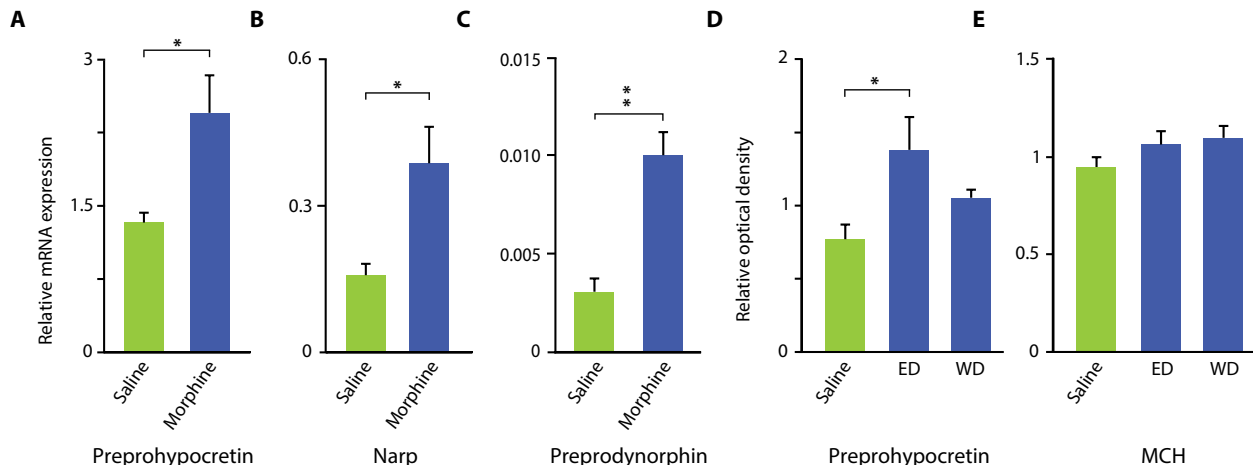 A
B
C
D
E
Relative mRNA expression
3
1.5
0
*
Saline
Morphine
Preprohypocretin
0.6
0.3
0
*
Saline
Morphine
Narp
0.015
0.010
0.005
0
*
*
Saline
Morphine
Preprodynorphin
Relative optical density
2
1
0
*
Saline
ED
WD
Preprohypocretin
1.5
1
0.5
0
Saline
ED
WD
MCH